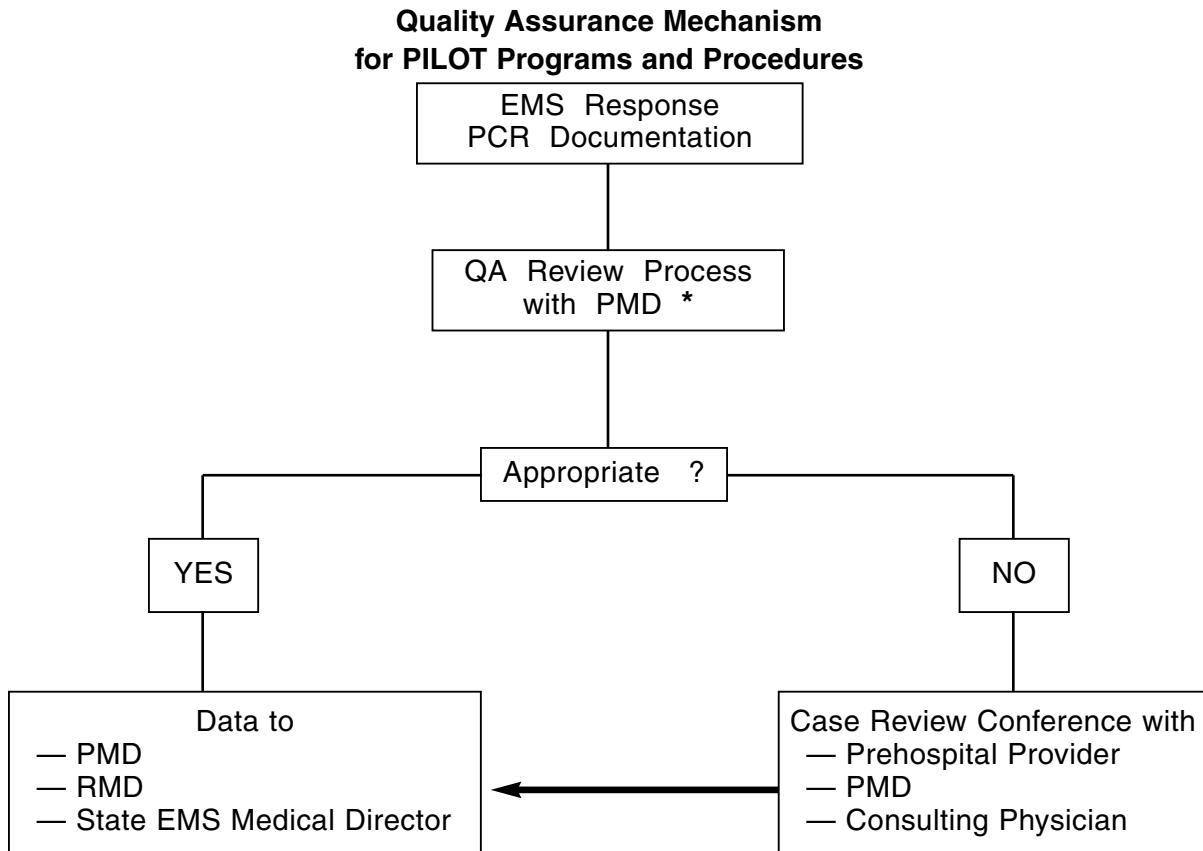 Quality Assurance Mechanism
for PILOT Programs and Procedures
EMS Response
PCR Documentation
QA Review Process
with PMD *
Appropriate ?
YES
NO
Data to
— PMD
— RMD
— State EMS Medical Director
Case Review Conference with
— Prehospital Provider
— PMD
— Consulting Physician